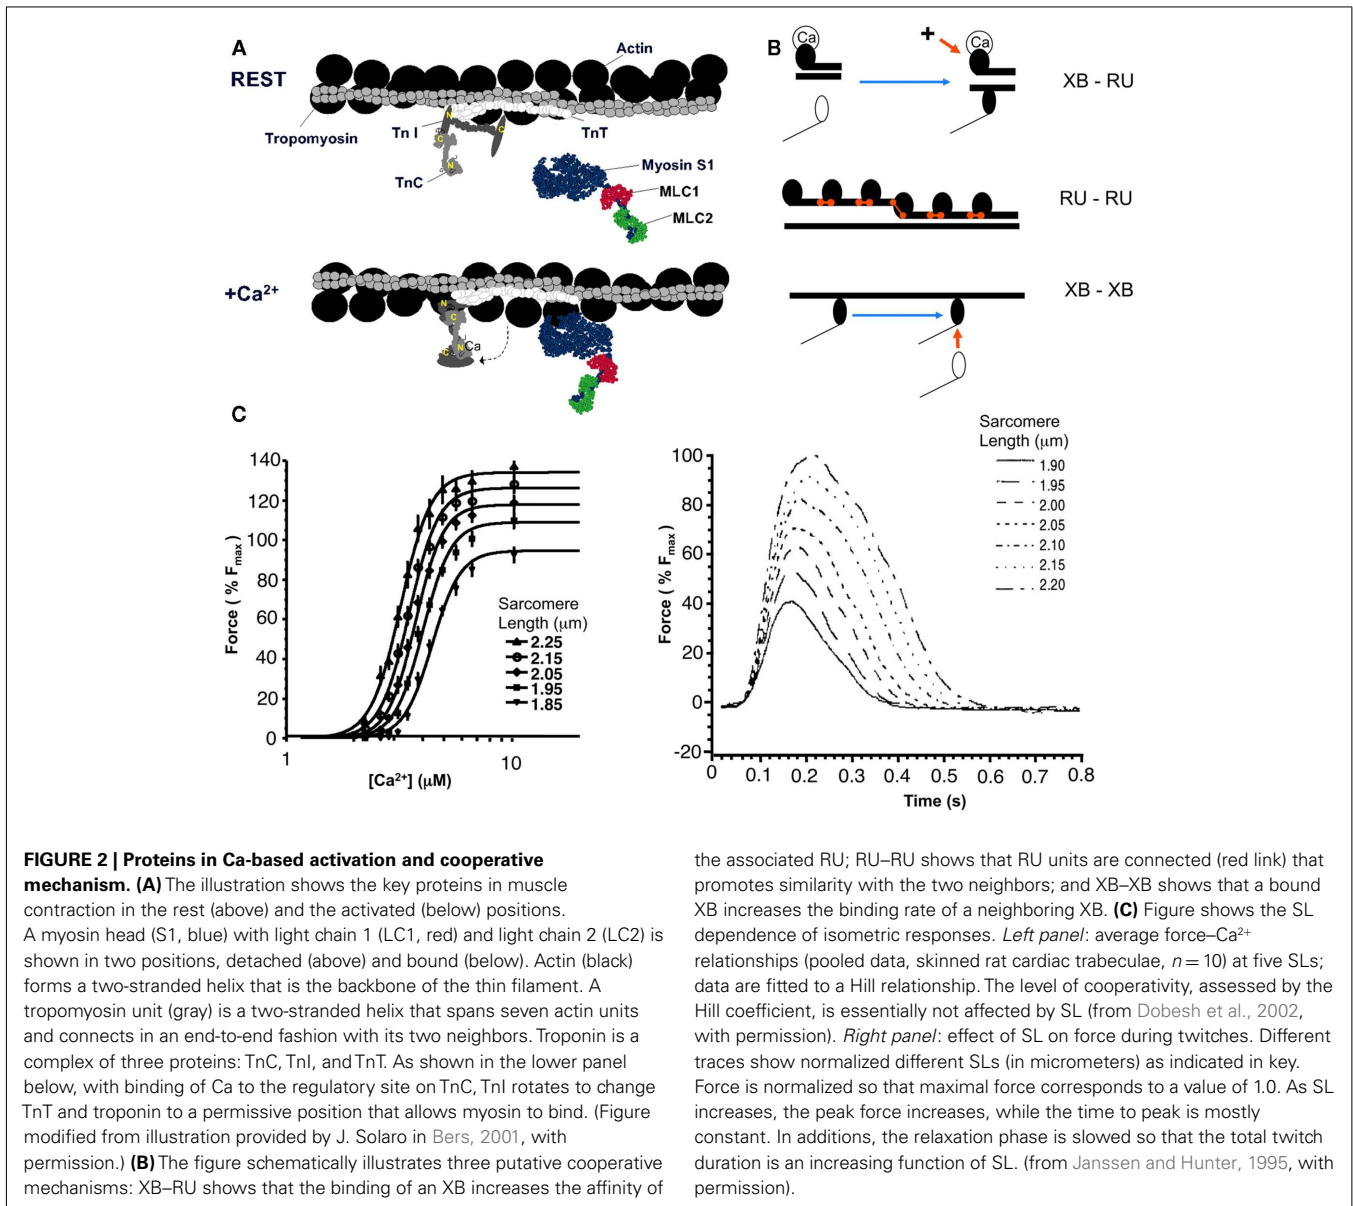 A
REST
Actin
Tropomyosin
Tn I
TnT
N
C
C
N
TnC
Myosin S1
MLC1
MLC2
+Ca²⁺
N
C
C
N
Ca
B
Ca
+
Ca
XB - RU
RU - RU
XB - XB
C
Force ( % Fmax)
140
120
100
80
60
40
20
0
1
10
[Ca²⁺] (μM)
Sarcomere
Length (μm)
2.25
2.15
2.05
1.95
1.85
Force ( % Fmax)
100
80
60
40
20
0
-20
0
0.1
0.2
0.3
0.4
0.5
0.6
0.7
0.8
Time (s)
Sarcomere
Length (μm)
1.90
1.95
2.00
2.05
2.10
2.15
2.20
FIGURE 2 | Proteins in Ca-based activation and cooperative
mechanism. (A) The illustration shows the key proteins in muscle
contraction in the rest (above) and the activated (below) positions.
A myosin head (S1, blue) with light chain 1 (LC1, red) and light chain 2 (LC2) is
shown in two positions, detached (above) and bound (below). Actin (black)
forms a two-stranded helix that is the backbone of the thin filament. A
tropomyosin unit (gray) is a two-stranded helix that spans seven actin units
and connects in an end-to-end fashion with its two neighbors. Troponin is a
complex of three proteins: TnC, TnI, and TnT. As shown in the lower panel
below, with binding of Ca to the regulatory site on TnC, TnI rotates to change
TnT and troponin to a permissive position that allows myosin to bind. (Figure
modified from illustration provided by J. Solaro in Bers, 2001, with
permission.) (B) The figure schematically illustrates three putative cooperative
mechanisms: XB–RU shows that the binding of an XB increases the affinity of
the associated RU; RU–RU shows that RU units are connected (red link) that
promotes similarity with the two neighbors; and XB–XB shows that a bound
XB increases the binding rate of a neighboring XB. (C) Figure shows the SL
dependence of isometric responses. Left panel: average force–Ca²⁺
relationships (pooled data, skinned rat cardiac trabeculae, n = 10) at five SLs;
data are fitted to a Hill relationship. The level of cooperativity, assessed by the
Hill coefficient, is essentially not affected by SL (from Dobesh et al., 2002,
with permission). Right panel: effect of SL on force during twitches. Different
traces show normalized different SLs (in micrometers) as indicated in key.
Force is normalized so that maximal force corresponds to a value of 1.0. As SL
increases, the peak force increases, while the time to peak is mostly
constant. In additions, the relaxation phase is slowed so that the total twitch
duration is an increasing function of SL. (from Janssen and Hunter, 1995, with
permission).